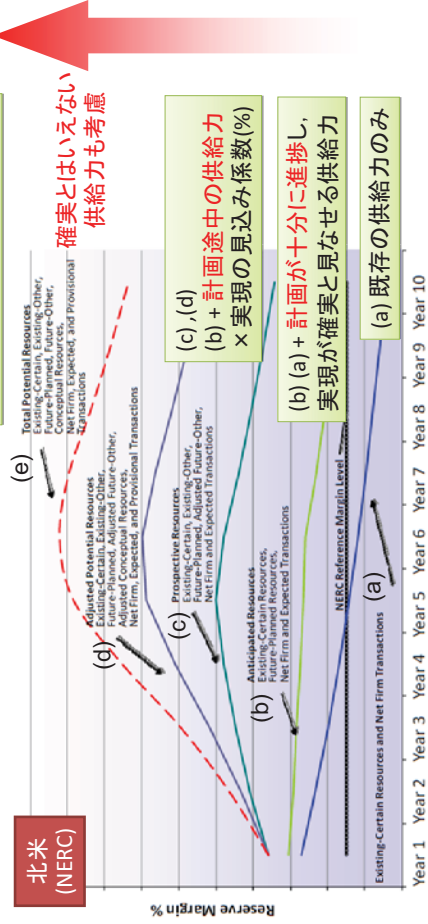 北米
(NERC)
Reserve Margin %
(e)
Total Potential Resources
Existing-Certain, Existing-Other,
Future-Planned, Future-Other,
Conceptual Resources,
Net Firm, Expected, and Provisional
Transactions
確実とはいえない
供給力も考慮
(d)
Adjusted Potential Resources
Existing-Certain, Existing-Other,
Future-Planned, Adjusted Future-Other,
Adjusted Conceptual Resources,
Net Firm, Expected, and Provisional Transactions
(c)
Prospective Resources
Existing-Certain, Existing-Other,
Future-Planned, Adjusted Future-Other,
Net Firm and Expected Transactions
(c) ,(d)
(b) + 計画途中の供給力
× 実現の見込み係数(%)
(b)
Anticipated Resources
Existing-Certain Resources,
Future-Planned Resources,
Net Firm and Expected Transactions
(b) (a) + 計画が十分に進捗し,
実現が確実と見なせる供給力
NERC Reference Margin Level
(a)
Existing-Certain Resources and Net Firm Transactions
(a) 既存の供給力のみ
Year 1 Year 2 Year 3 Year 4 Year 5 Year 6 Year 7 Year 8 Year 9 Year 10